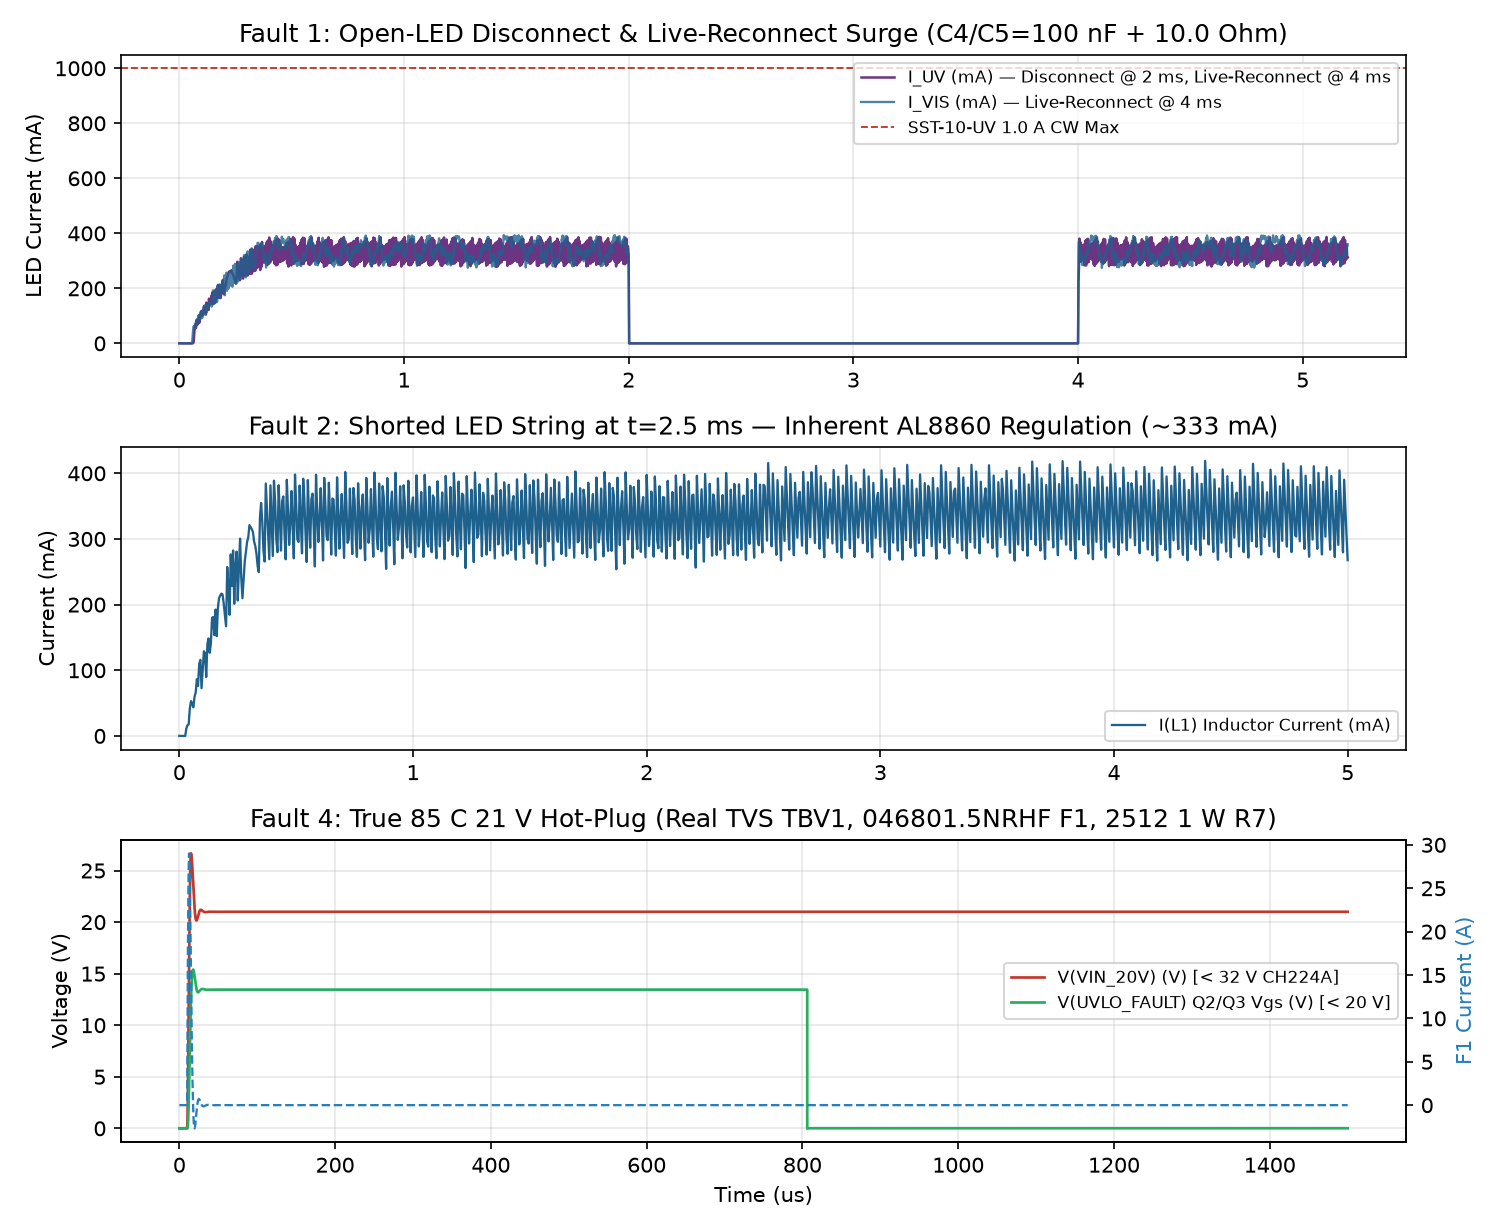 Fault 1: Open-LED Disconnect & Live-Reconnect Surge (C4/C5=100 nF + 10.0 Ohm)
LED Current (mA)
1000
800
600
400
200
0
I_UV (mA) — Disconnect @ 2 ms, Live-Reconnect @ 4 ms
I_VIS (mA) — Live-Reconnect @ 4 ms
SST-10-UV 1.0 A CW Max
0 1 2 3 4 5
Fault 2: Shorted LED String at t=2.5 ms — Inherent AL8860 Regulation (~333 mA)
Current (mA)
400
300
200
100
0
I(L1) Inductor Current (mA)
0 1 2 3 4 5
Fault 4: True 85 C 21 V Hot-Plug (Real TVS TBV1, 046801.5NRHF F1, 2512 1 W R7)
Voltage (V)
25
20
15
10
5
0
V(VIN_20V) (V) [< 32 V CH224A]
V(UVLO_FAULT) Q2/Q3 Vgs (V) [< 20 V]
30
25
20
15
10
5
0
F1 Current (A)
0 200 400 600 800 1000 1200 1400
Time (us)